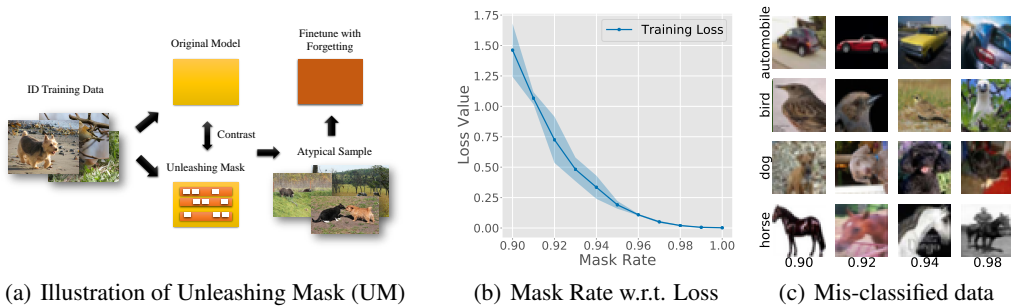 Original Model
Finetune with
Forgetting
ID Training Data
Contrast
Unleashing Mask
Atypical Sample
(a) Illustration of Unleashing Mask (UM)
1.75
1.50
1.25
1.00
0.75
0.50
0.25
0.00
Loss Value
Training Loss
0.90 0.92 0.94 0.96 0.98 1.00
Mask Rate
(b) Mask Rate w.r.t. Loss
automobile
bird
dog
horse
0.90 0.92 0.94 0.98
(c) Mis-classified data